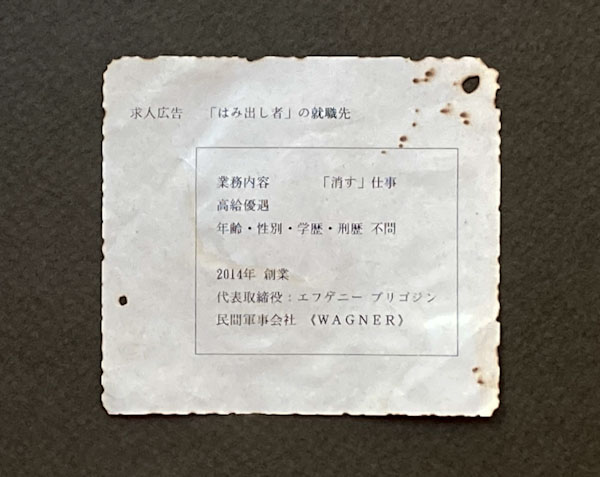 求人広告 「はみ出し者」の就職先
業務内容 「消す」仕事
高給優遇
年齢・性別・学歴・刑歴 不問
2014年 創業
代表取締役：エフゲニー プリゴジン
民間軍事会社 《WAGNER》